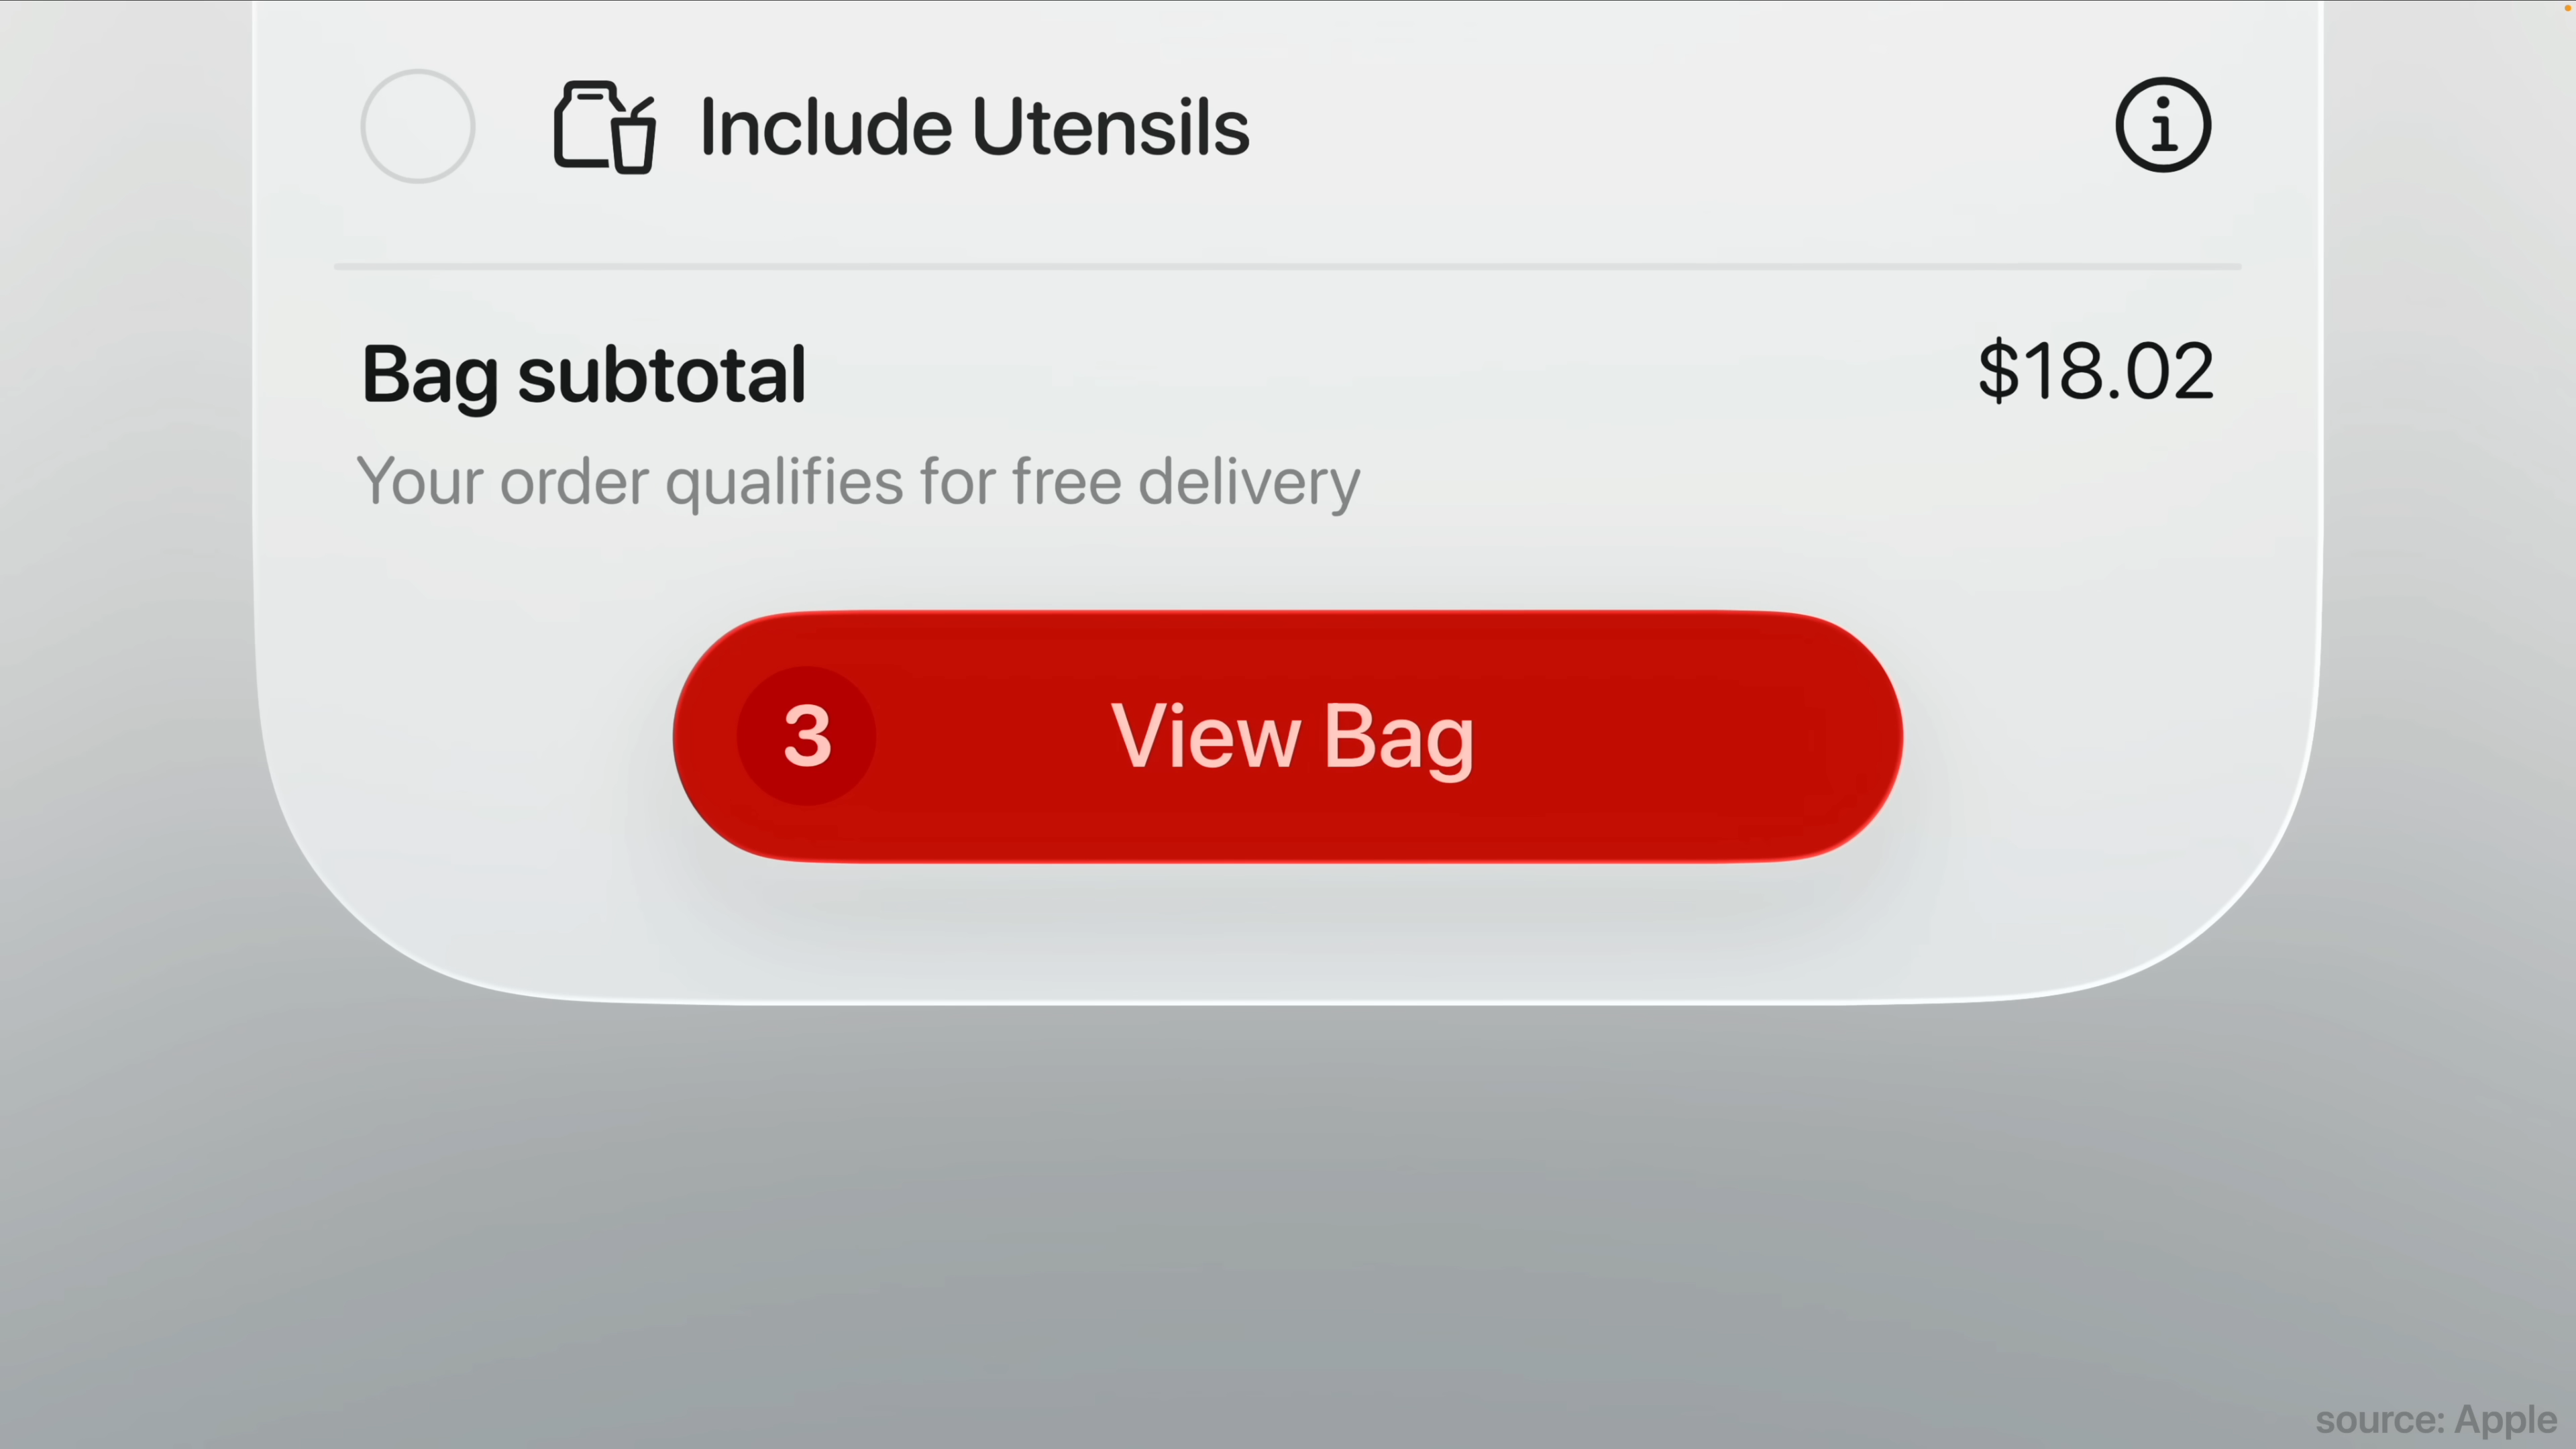 Include Utensils
Bag subtotal $18.02
Your order qualifies for free delivery
3 View Bag
source: Apple